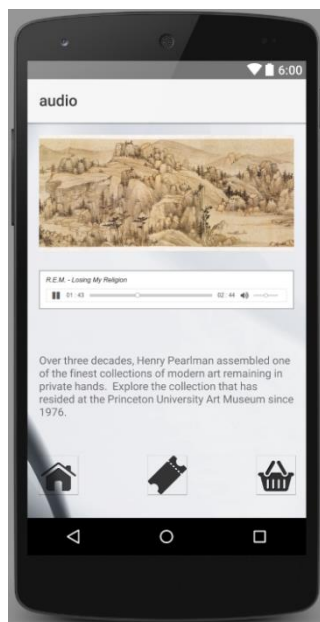 6:00
audio
R.E.M. - Losing My Religion
01 : 43 02 : 44
Over three decades, Henry Pearlman assembled one
of the finest collections of modern art remaining in
private hands. Explore the collection that has
resided at the Princeton University Art Museum since
1976.